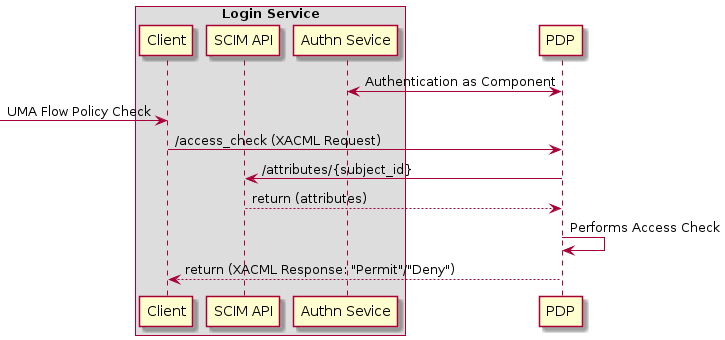 Login Service
Client
SCIM API
Authn Sevice
PDP
Authentication as Component
UMA Flow Policy Check
/access_check (XACML Request)
/attributes/{subject_id}
return (attributes)
Performs Access Check
return (XACML Response: "Permit"/"Deny")
Client
SCIM API
Authn Sevice
PDP